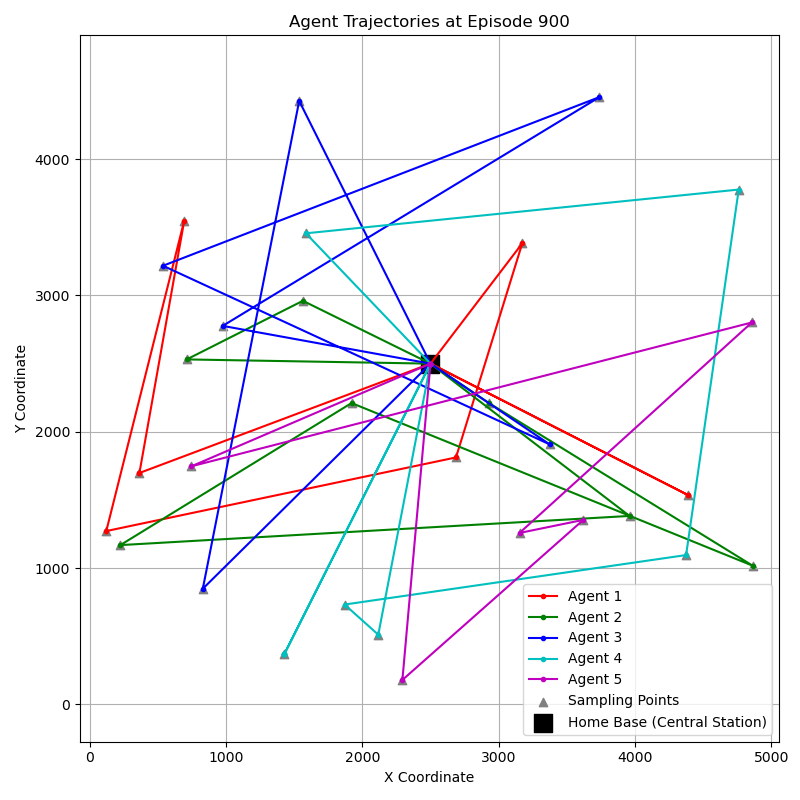 Agent Trajectories at Episode 900
Y Coordinate
4000
3000
2000
1000
0
Agent 1
Agent 2
Agent 3
Agent 4
Agent 5
Sampling Points
Home Base (Central Station)
0 1000 2000 3000 4000 5000
X Coordinate